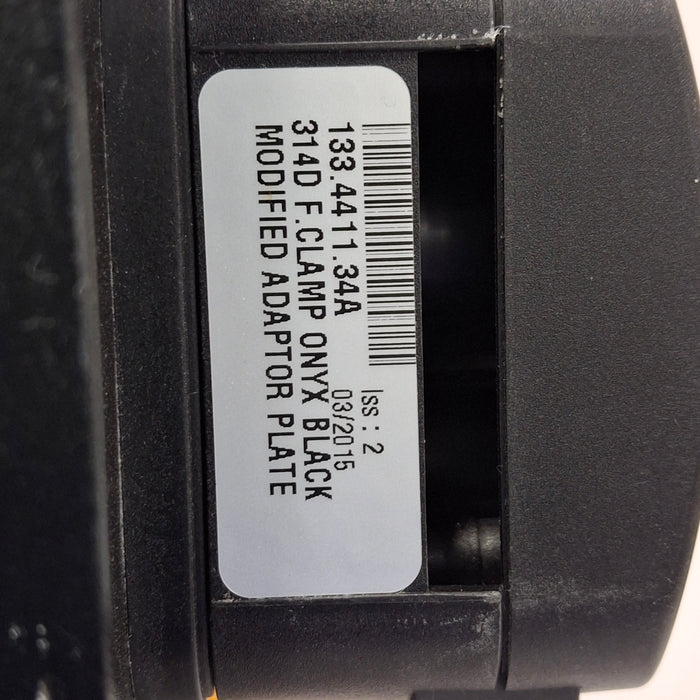 Iss : 2
133.4411.34A 03/2015
314D F.CLAMP ONYX BLACK
MODIFIED ADAPTOR PLATE